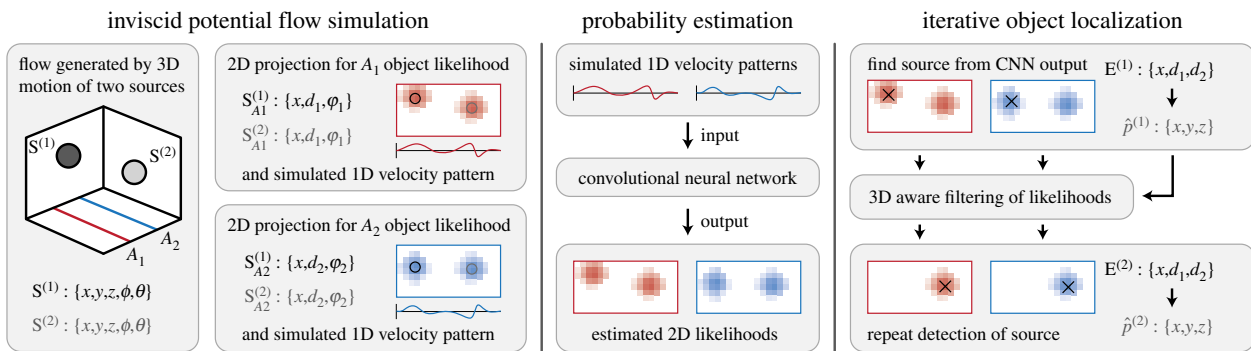 inviscid potential flow simulation
flow generated by 3D
motion of two sources
S⁽¹⁾
S⁽²⁾
A₁
A₂
S⁽¹⁾ : {x,y,z,ϕ,θ}
S⁽²⁾ : {x,y,z,ϕ,θ}
2D projection for A₁ object likelihood
S_{A1}^{(1)} : {x,d₁,φ₁}
S_{A1}^{(2)} : {x,d₁,φ₁}
and simulated 1D velocity pattern
2D projection for A₂ object likelihood
S_{A2}^{(1)} : {x,d₂,φ₂}
S_{A2}^{(2)} : {x,d₂,φ₂}
and simulated 1D velocity pattern
probability estimation
simulated 1D velocity patterns
input
convolutional neural network
output
estimated 2D likelihoods
iterative object localization
find source from CNN output
E⁽¹⁾ : {x,d₁,d₂}
p̂⁽¹⁾ : {x,y,z}
3D aware filtering of likelihoods
E⁽²⁾ : {x,d₁,d₂}
p̂⁽²⁾ : {x,y,z}
repeat detection of source